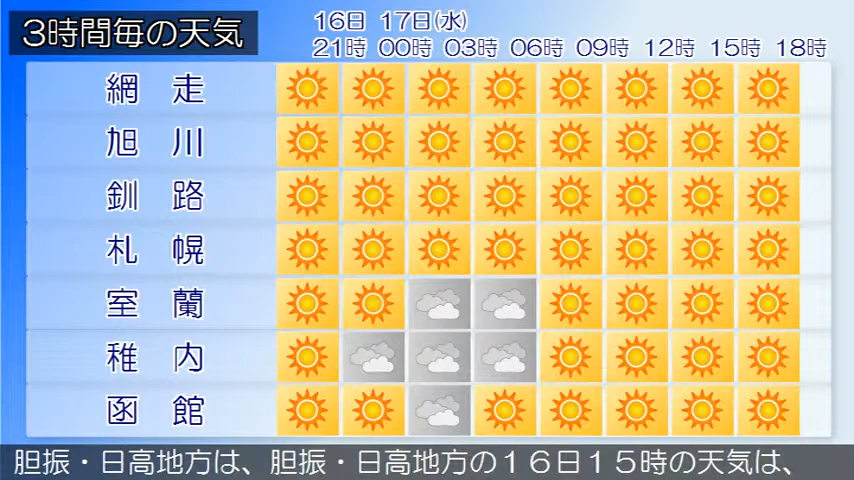 3時間毎の天気
16日 17日(水)
21時 00時 03時 06時 09時 12時 15時 18時
網 走
旭 川
釧 路
札 幌
室 蘭
稚 内
函 館
胆振・日高地方は、胆振・日高地方の１６日１５時の天気は、